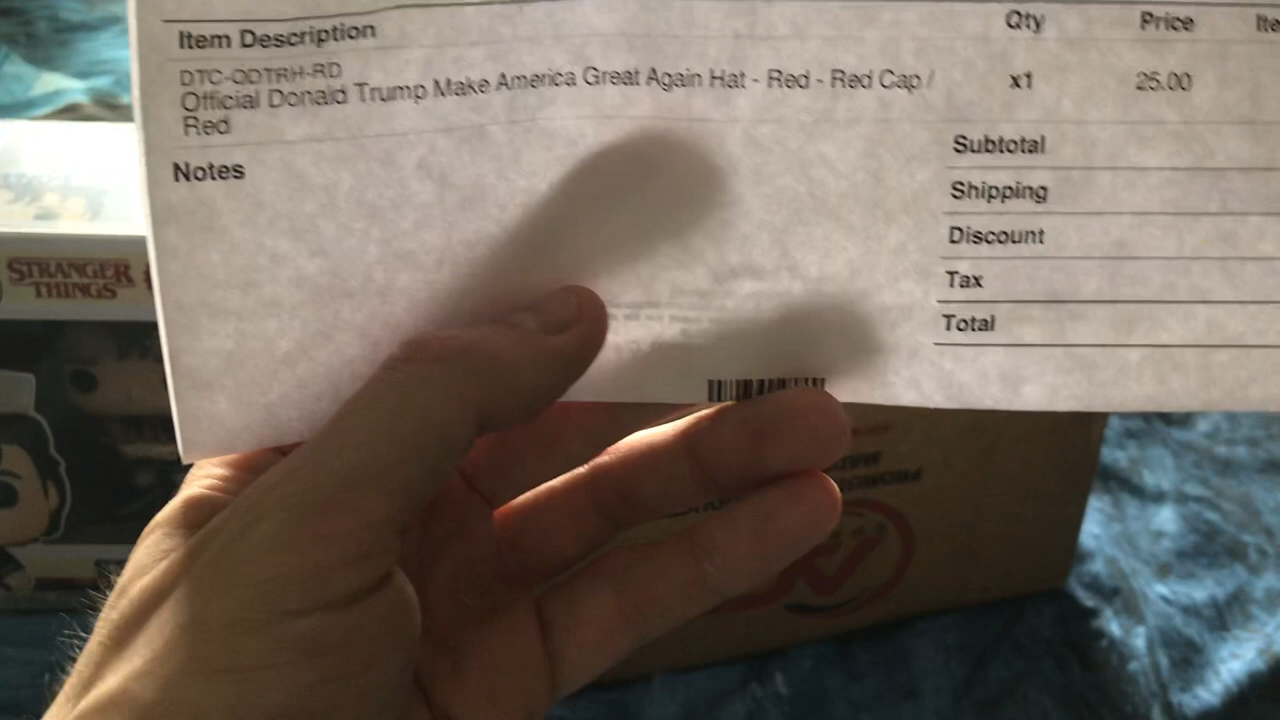 Item Description Qty Price Ite
DTC-ODTRH-RD
Official Donald Trump Make America Great Again Hat - Red - Red Cap / x1 25.00
Red
Notes
Subtotal
Shipping
Discount
Tax
Total
STRANGER
THINGS